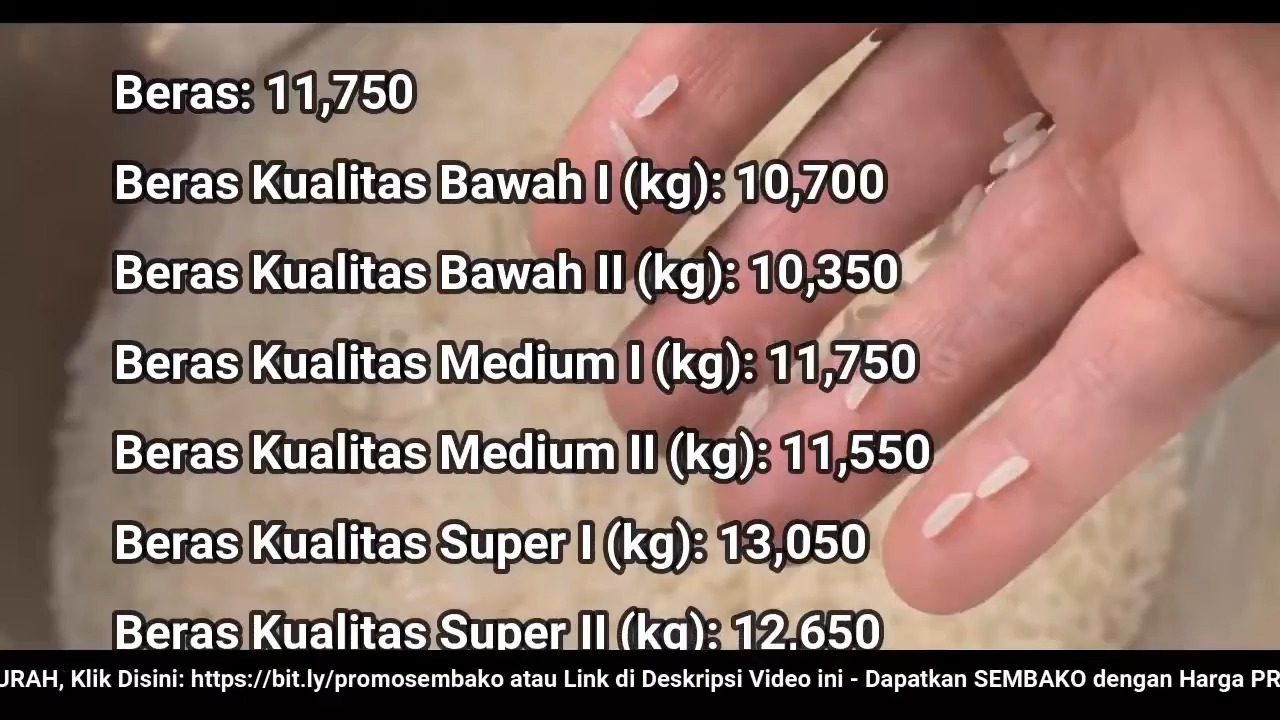 Beras: 11,750
Beras Kualitas Bawah I (kg): 10,700
Beras Kualitas Bawah II (kg): 10,350
Beras Kualitas Medium I (kg): 11,750
Beras Kualitas Medium II (kg): 11,550
Beras Kualitas Super I (kg): 13,050
Beras Kualitas Super II (kg): 12,650
URAH, Klik Disini: https://bit.ly/promosembako atau Link di Deskripsi Video ini - Dapatkan SEMBAKO dengan Harga PR